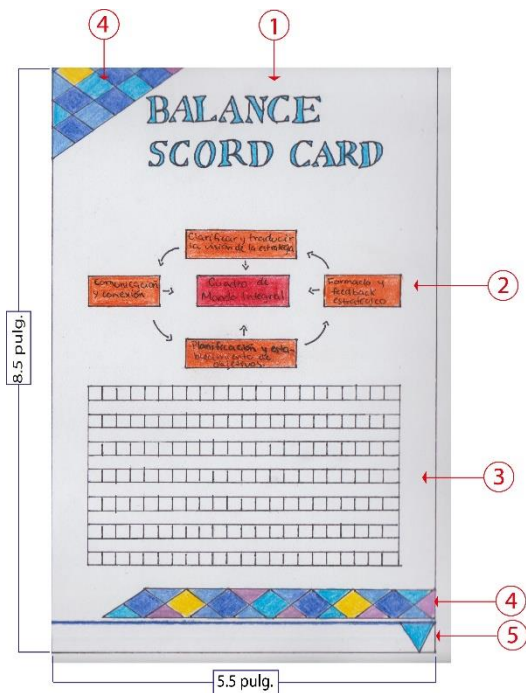 4
1
BALANCE
SCORD CARD
Clarificar y traducir
la visión de la estrategia
Comunicación
y conexión
Cuadro de
Mando Integral
y
feedback
estratégico
2
Planificación y esta-
blecimiento de
objetivos
8.5 pulg.
3
4
5
5.5 pulg.